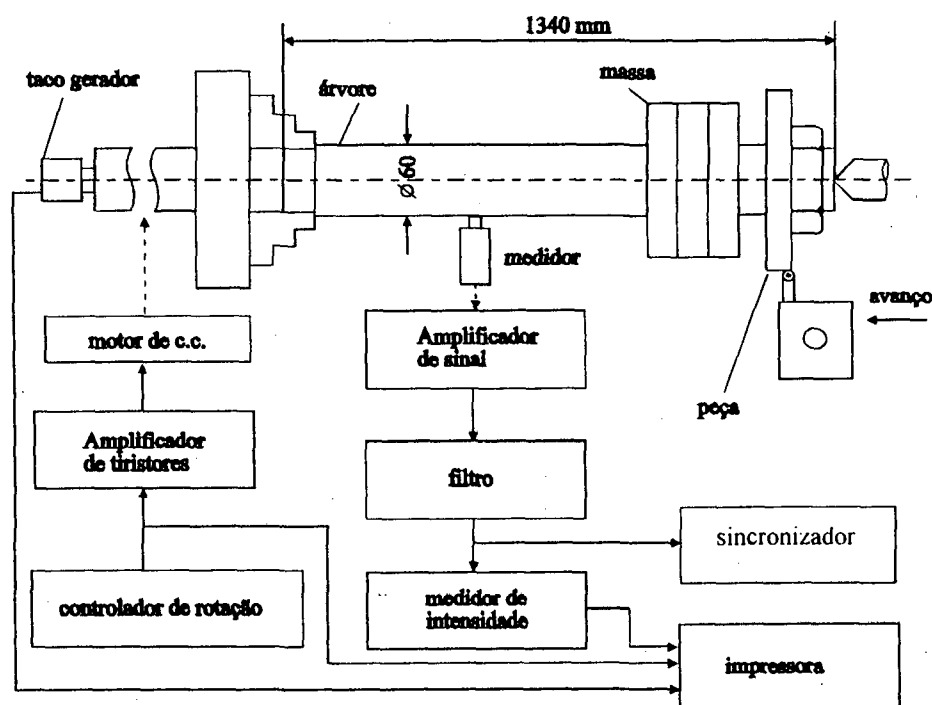 1340 mm
taco gerador
árvore
massa
Ø 60
medidor
avanço
peça
motor de c.c.
Amplificador
de sinal
Amplificador
de tiristores
filtro
sincronizador
controlador de rotação
medidor de
intensidade
impressora